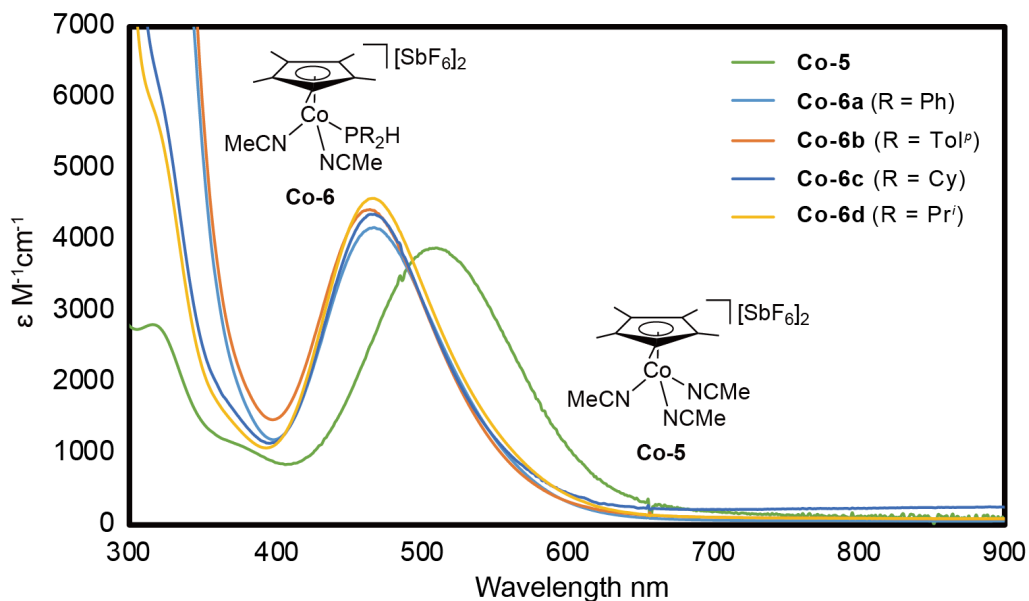 7000
6000
5000
4000
3000
2000
1000
0
ε M⁻¹cm⁻¹
300 400 500 600 700 800 900
Wavelength nm
[SbF₆]₂
Co
MeCN
PR₂H
NCMe
Co-6
Co-5
Co-6a (R = Ph)
Co-6b (R = Tolᵖ)
Co-6c (R = Cy)
Co-6d (R = Prⁱ)
[SbF₆]₂
Co
MeCN
NCMe
NCMe
Co-5